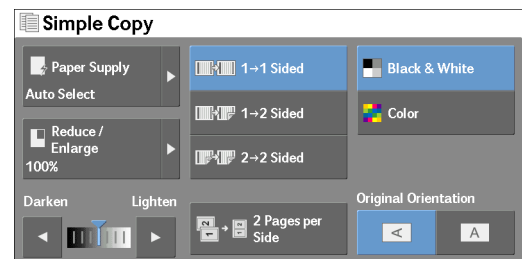 Simple Copy
Paper Supply
Auto Select
Reduce /
Enlarge
100%
Darken Lighten
1→1 Sided
1→2 Sided
2→2 Sided
2 Pages per
Side
Black & White
Color
Original Orientation
A
A